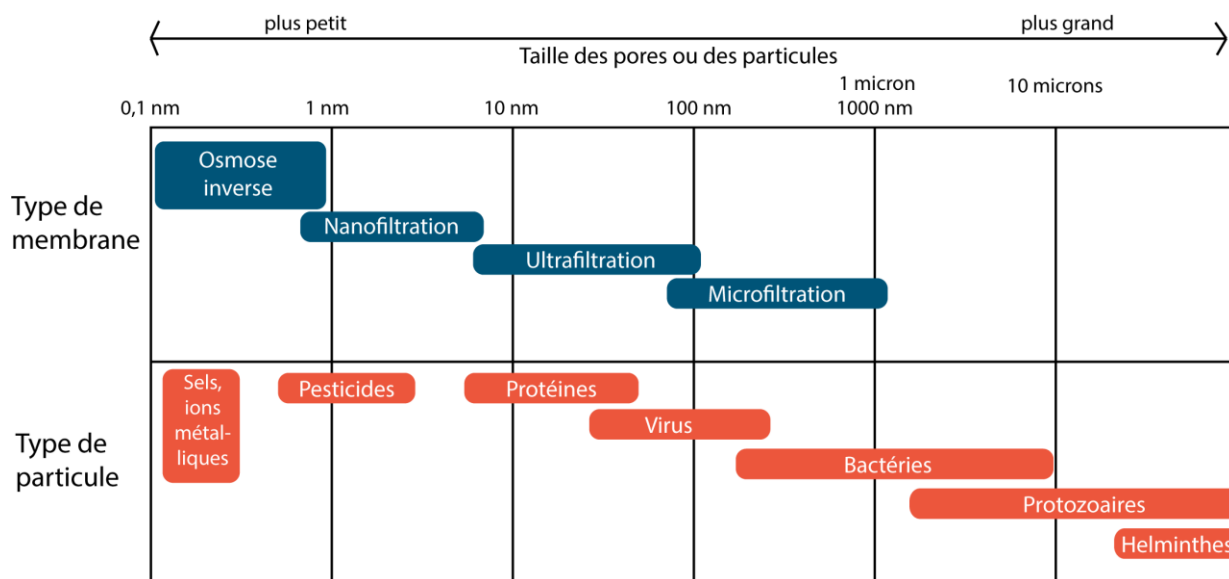 plus petit
plus grand
Taille des pores ou des particules
1 micron
10 microns
0,1 nm
1 nm
10 nm
100 nm
1000 nm
Type de
membrane
Osmose
inverse
Nanofiltration
Ultrafiltration
Microfiltration
Type de
particule
Sels,
ions
métal-
liques
Pesticides
Protéines
Virus
Bactéries
Protozoaires
Helminthes